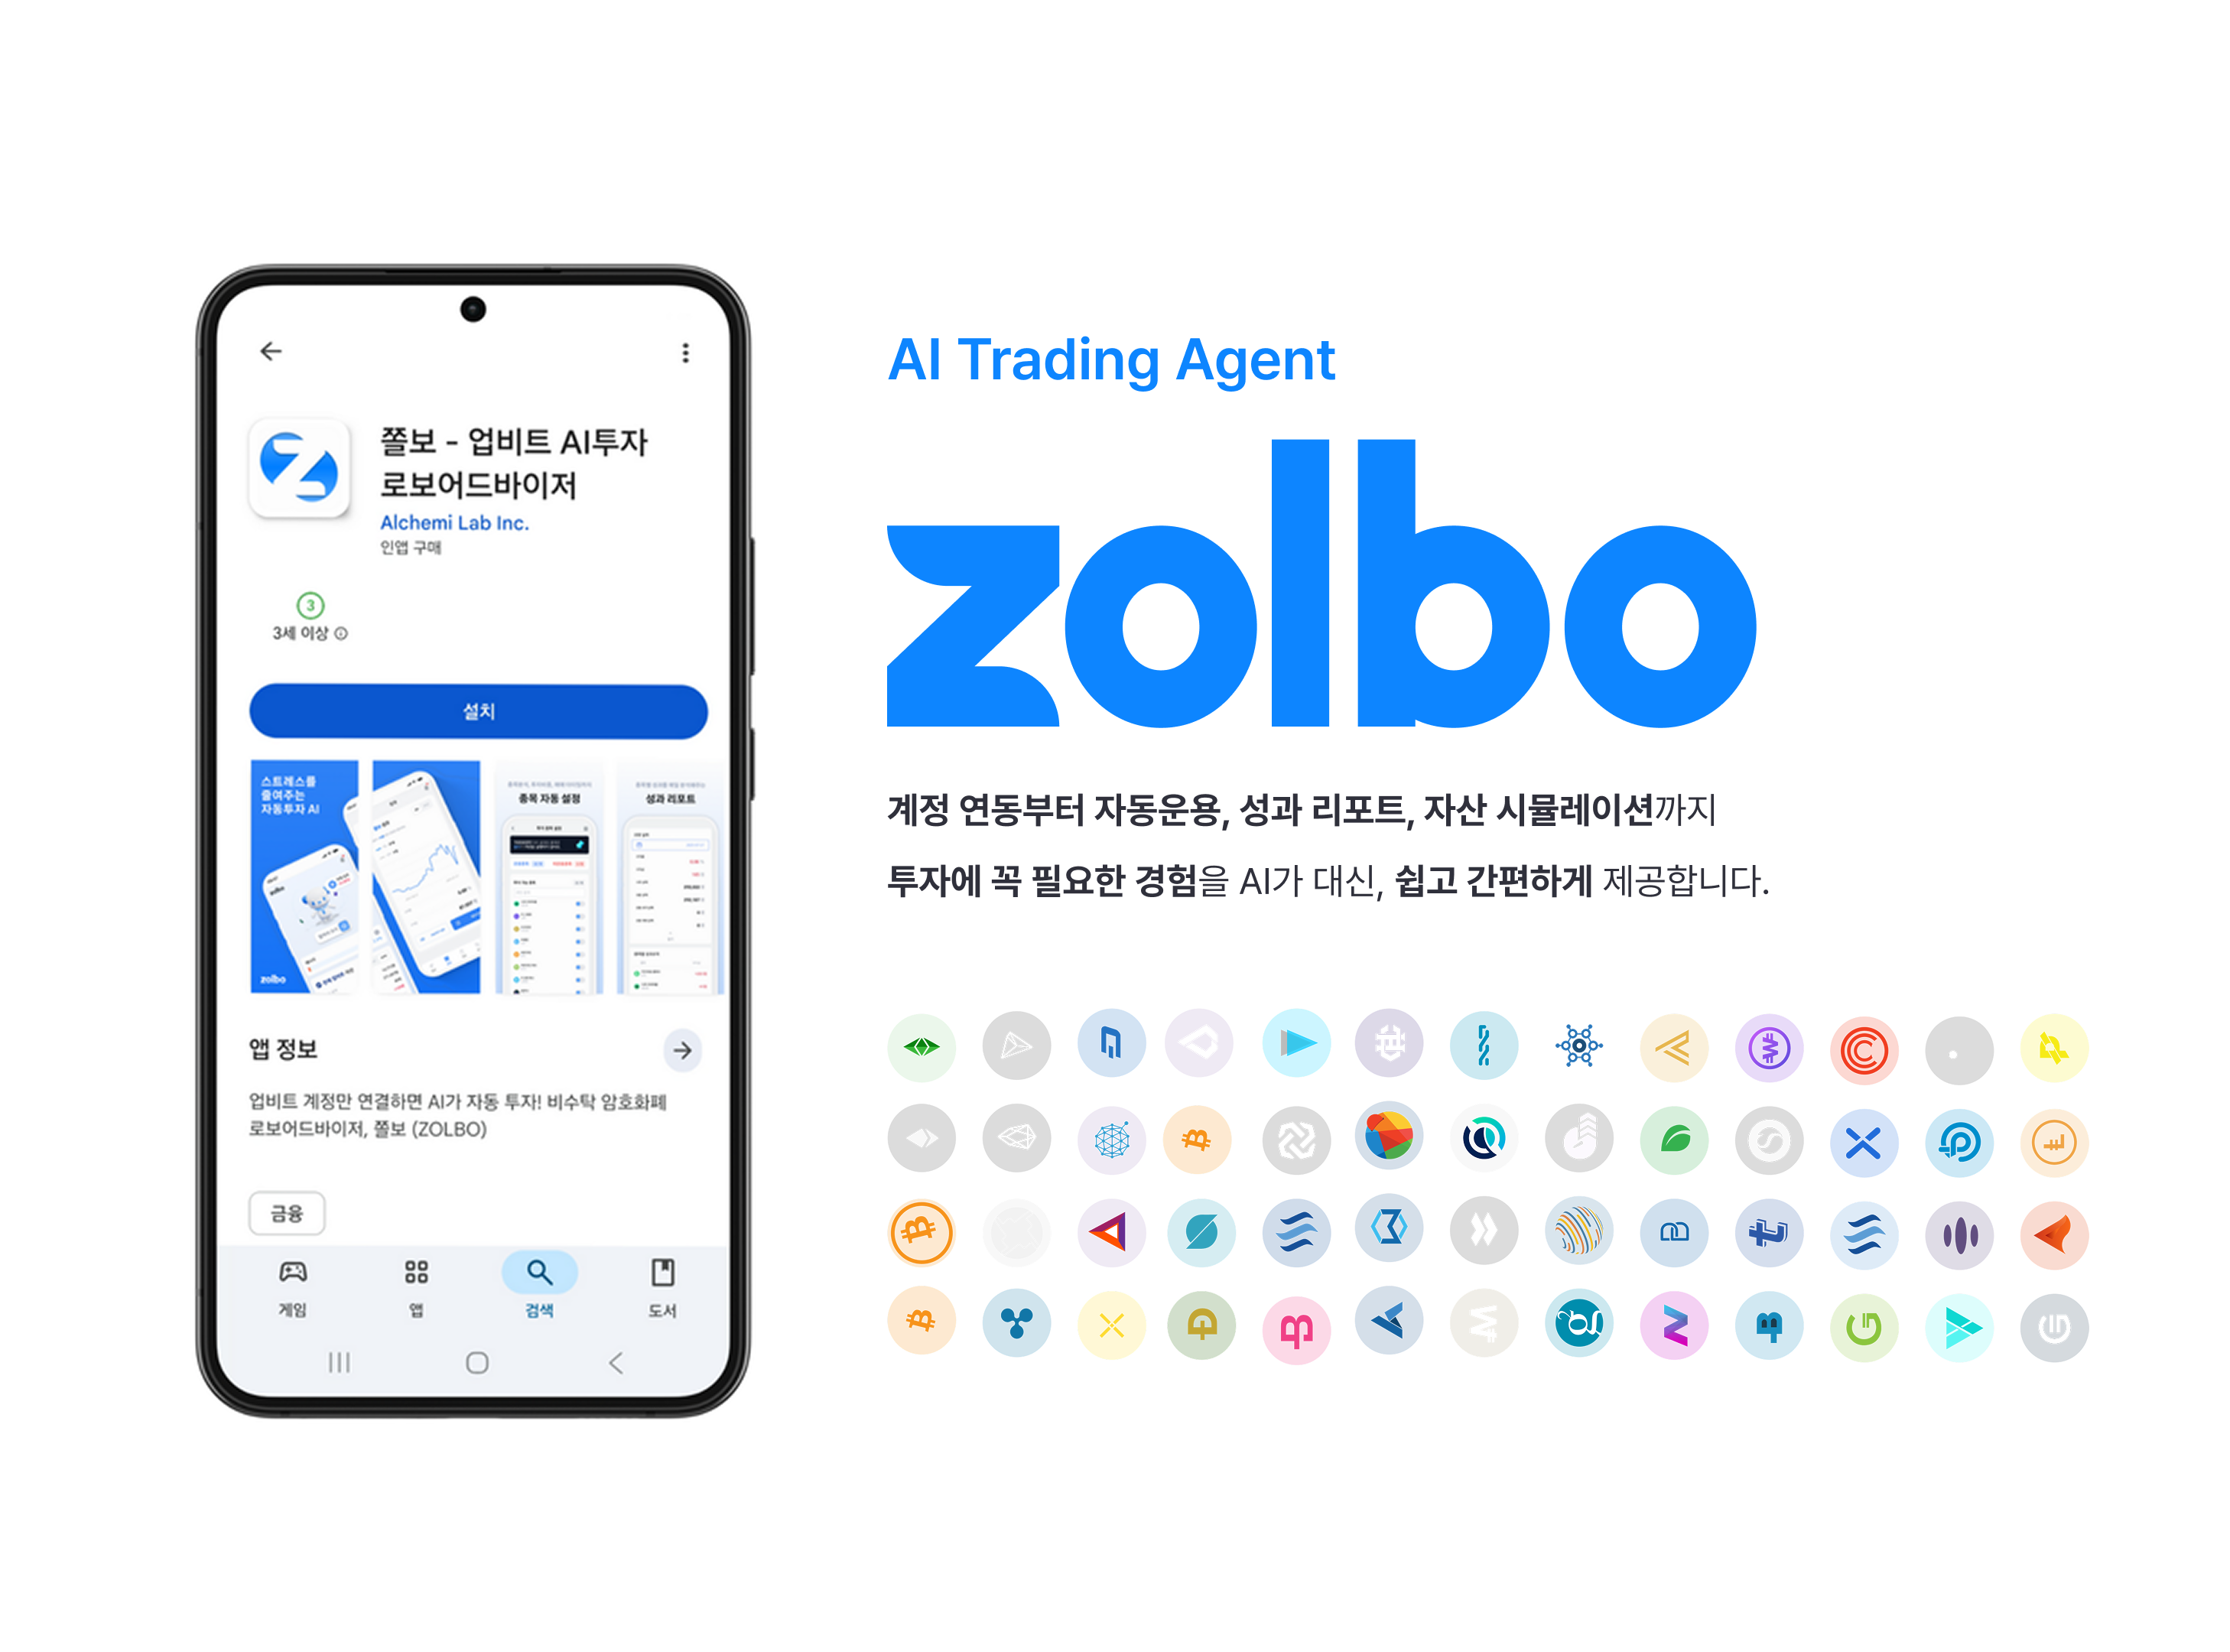 쫄보 - 업비트 AI투자
로보어드바이저
Alchemi Lab Inc.
인앱 구매
3
3세 이상
설치
스트레스를
줄여주는
자동투자 AI
zolbo
zolbo
종목 자동 설정
성과 리포트
앱 정보
업비트 계정만 연결하면 AI가 자동 투자! 비수탁 암호화폐
로보어드바이저, 쫄보 (ZOLBO)
금융
게임
앱
검색
도서
AI Trading Agent
zolbo
계정 연동부터 자동운용, 성과 리포트, 자산 시뮬레이션까지
투자에 꼭 필요한 경험을 AI가 대신, 쉽고 간편하게 제공합니다.